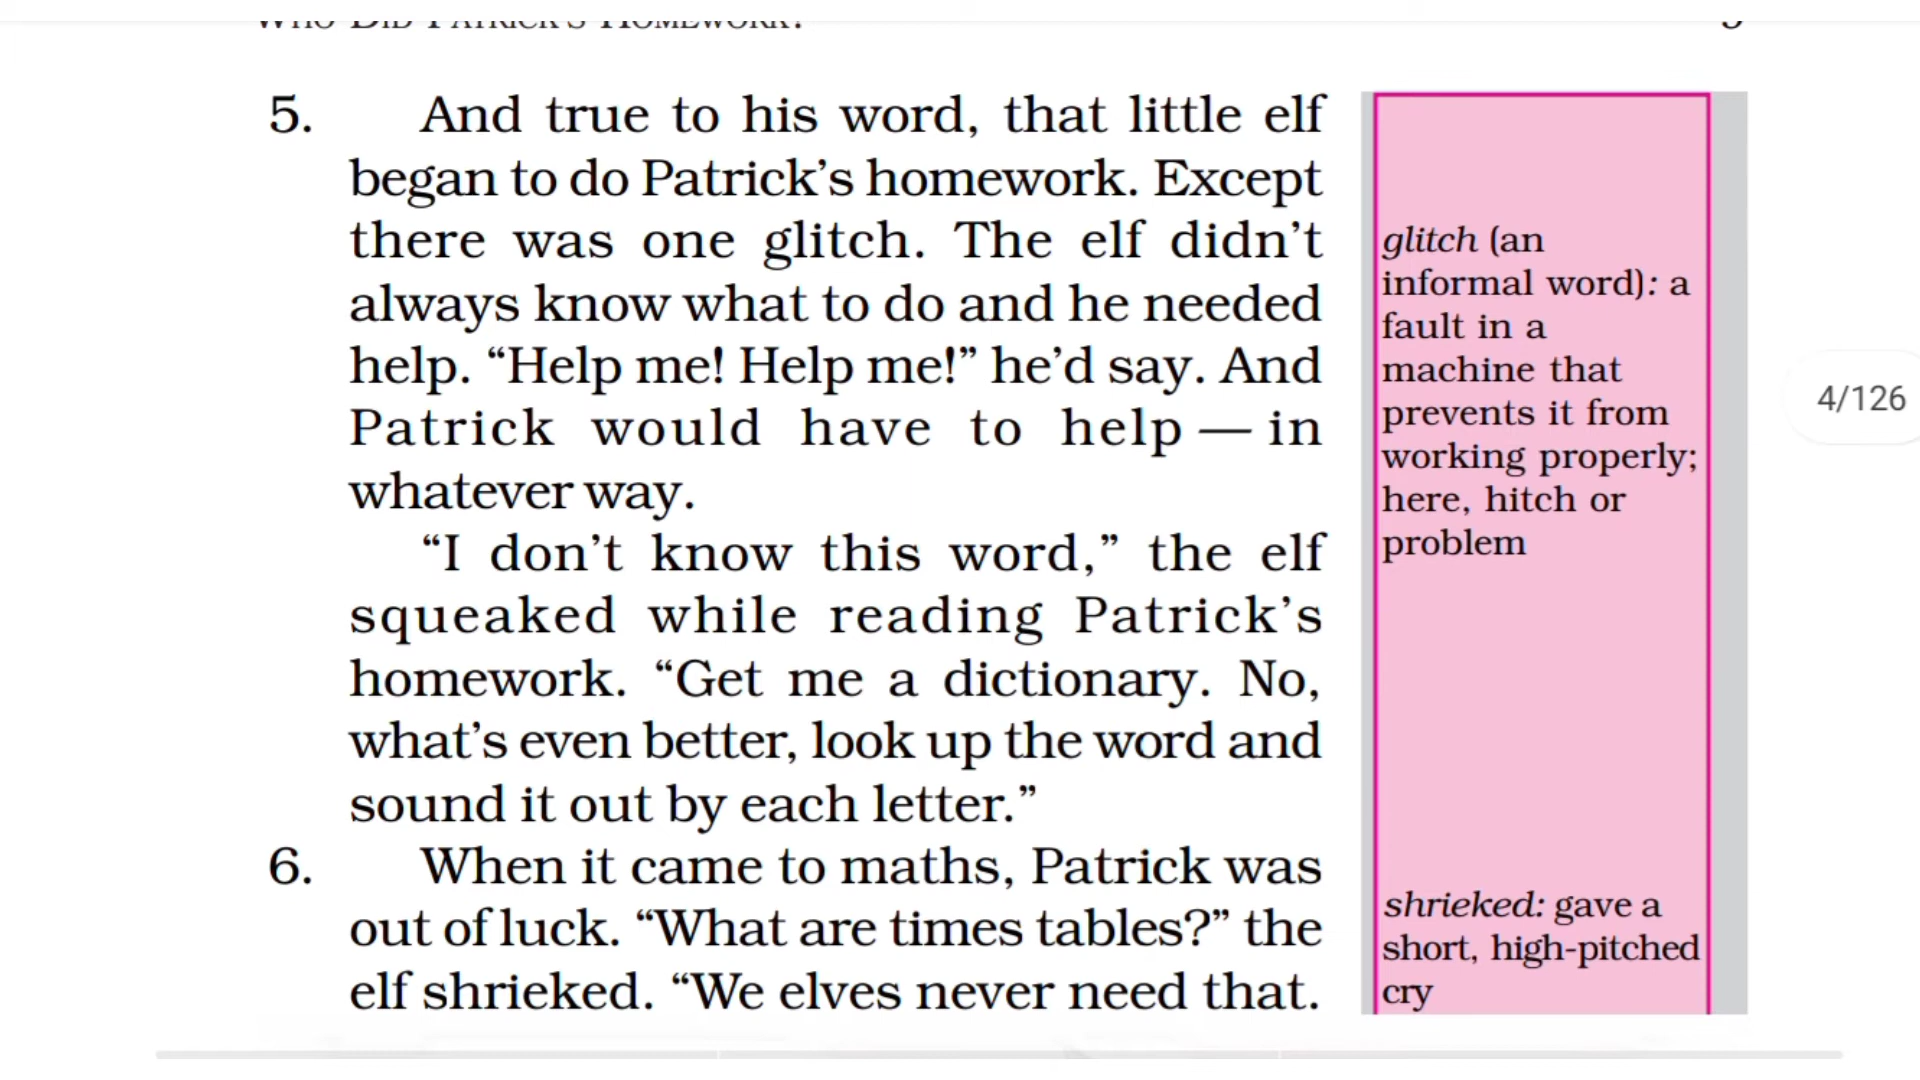 WHO DID PATRICK'S HOMEWORK?
5. And true to his word, that little elf
began to do Patrick’s homework. Except
there was one glitch. The elf didn’t
always know what to do and he needed
help. “Help me! Help me!” he’d say. And
Patrick would have to help — in
whatever way.
“I don’t know this word,” the elf
squeaked while reading Patrick’s
homework. “Get me a dictionary. No,
what’s even better, look up the word and
sound it out by each letter.”
6. When it came to maths, Patrick was
out of luck. “What are times tables?” the
elf shrieked. “We elves never need that.
glitch (an
informal word): a
fault in a
machine that
prevents it from
working properly;
here, hitch or
problem
shrieked: gave a
short, high-pitched
cry
4/126